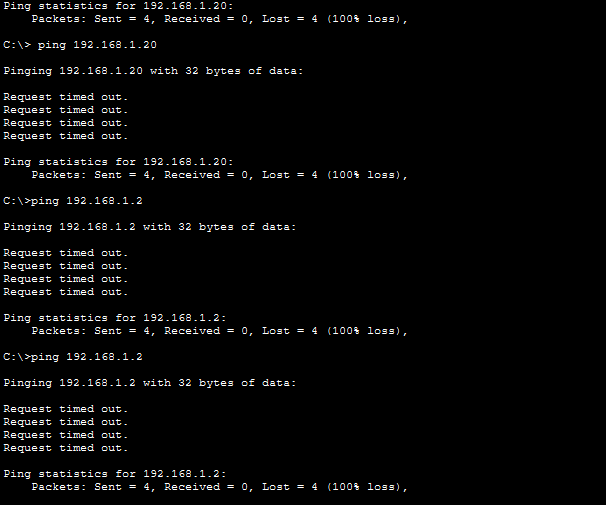 Ping statistics for 192.168.1.20:
    Packets: Sent = 4, Received = 0, Lost = 4 (100% loss),
C:\> ping 192.168.1.20
Pinging 192.168.1.20 with 32 bytes of data:
Request timed out.
Request timed out.
Request timed out.
Request timed out.
Ping statistics for 192.168.1.20:
    Packets: Sent = 4, Received = 0, Lost = 4 (100% loss),
C:\>ping 192.168.1.2
Pinging 192.168.1.2 with 32 bytes of data:
Request timed out.
Request timed out.
Request timed out.
Request timed out.
Ping statistics for 192.168.1.2:
    Packets: Sent = 4, Received = 0, Lost = 4 (100% loss),
C:\>ping 192.168.1.2
Pinging 192.168.1.2 with 32 bytes of data:
Request timed out.
Request timed out.
Request timed out.
Request timed out.
Ping statistics for 192.168.1.2:
    Packets: Sent = 4, Received = 0, Lost = 4 (100% loss),